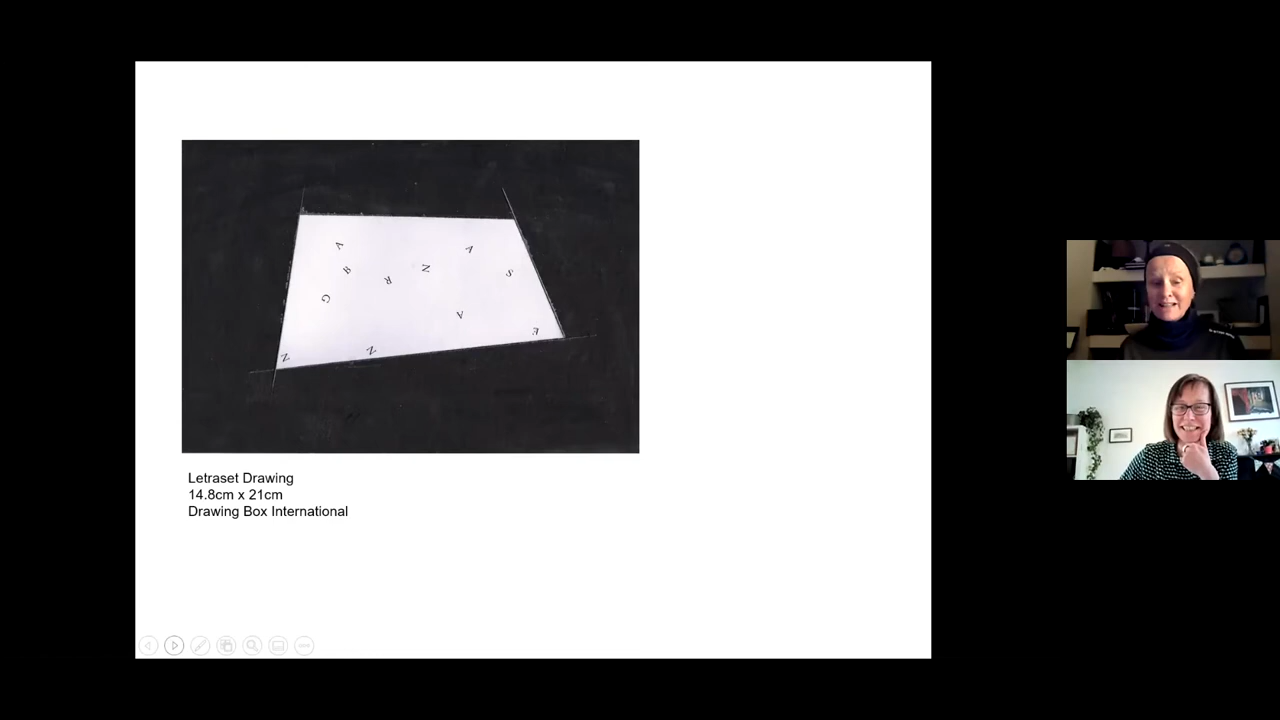 A
A
B
Z
S
R
G
A
E
N
Z
Letraset Drawing
14.8cm x 21cm
Drawing Box International